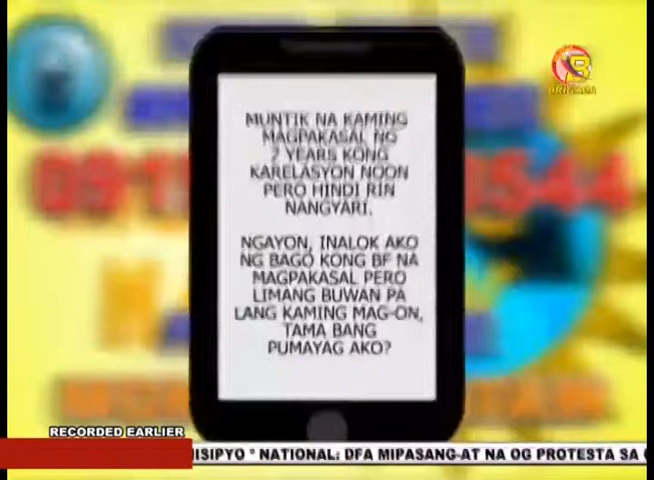 BRIGADA
MUNTIK NA KAMING
MAGPAKASAL NG
7 YEARS KONG
KARELASYON NOON
PERO HINDI RIN
NANGYARI.
NGAYON, INALOK AKO
NG BAGO KONG BF NA
MAGPAKASAL PERO
LIMANG BUWAN PA
LANG KAMING MAG-ON,
TAMA BANG
PUMAYAG AKO?
RECORDED EARLIER
ISIPYO * NATIONAL: DFA MIPASANG-AT NA OG PROTESTA SA